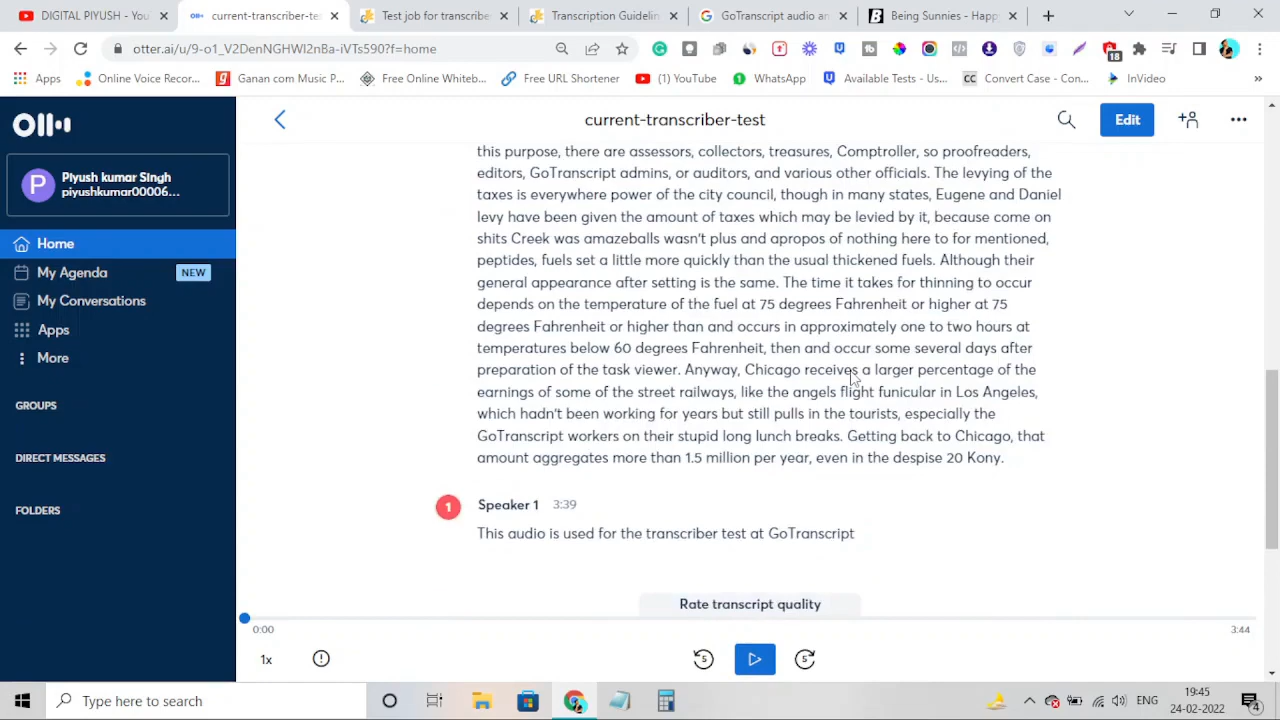 DIGITAL PIYUSH - YouTube
current-transcriber-te
Test job for transcribe
Transcription Guidelin
GoTranscript audio an
Being Sunnies - Happ
otter.ai/u/9-o1_V2DenNGHWl2nBa-iVTs590?f=home
18
Apps
Online Voice Recor...
Ganan com Music P...
Free Online Whiteb...
Free URL Shortener
(1) YouTube
WhatsApp
Available Tests - Us...
Convert Case - Con...
InVideo
»
current-transcriber-test
Edit
P
PIyush kumar SIngh
piyushkumar00006...
Home
My Agenda
NEW
My Conversations
Apps
More
GROUPS
DIRECT MESSAGES
FOLDERS
this purpose, there are assessors, collectors, treasures, Comptroller, so proofreaders,
editors, GoTranscript admins, or auditors, and various other officials. The levying of the
taxes is everywhere power of the city council, though in many states, Eugene and Daniel
levy have been given the amount of taxes which may be levied by it, because come on
shits Creek was amazeballs wasn't plus and apropos of nothing here to for mentioned,
peptides, fuels set a little more quickly than the usual thickened fuels. Although their
general appearance after setting is the same. The time it takes for thinning to occur
depends on the temperature of the fuel at 75 degrees Fahrenheit or higher at 75
degrees Fahrenheit or higher than and occurs in approximately one to two hours at
temperatures below 60 degrees Fahrenheit, then and occur some several days after
preparation of the task viewer. Anyway, Chicago receives a larger percentage of the
earnings of some of the street railways, like the angels flight funicular in Los Angeles,
which hadn't been working for years but still pulls in the tourists, especially the
GoTranscript workers on their stupid long lunch breaks. Getting back to Chicago, that
amount aggregates more than 1.5 million per year, even in the despise 20 Kony.
1
Speaker 1 3:39
This audio is used for the transcriber test at GoTranscript
Rate transcript quality
0:00
3:44
1x
5
5
Type here to search
ENG
19:45
24-02-2022
4